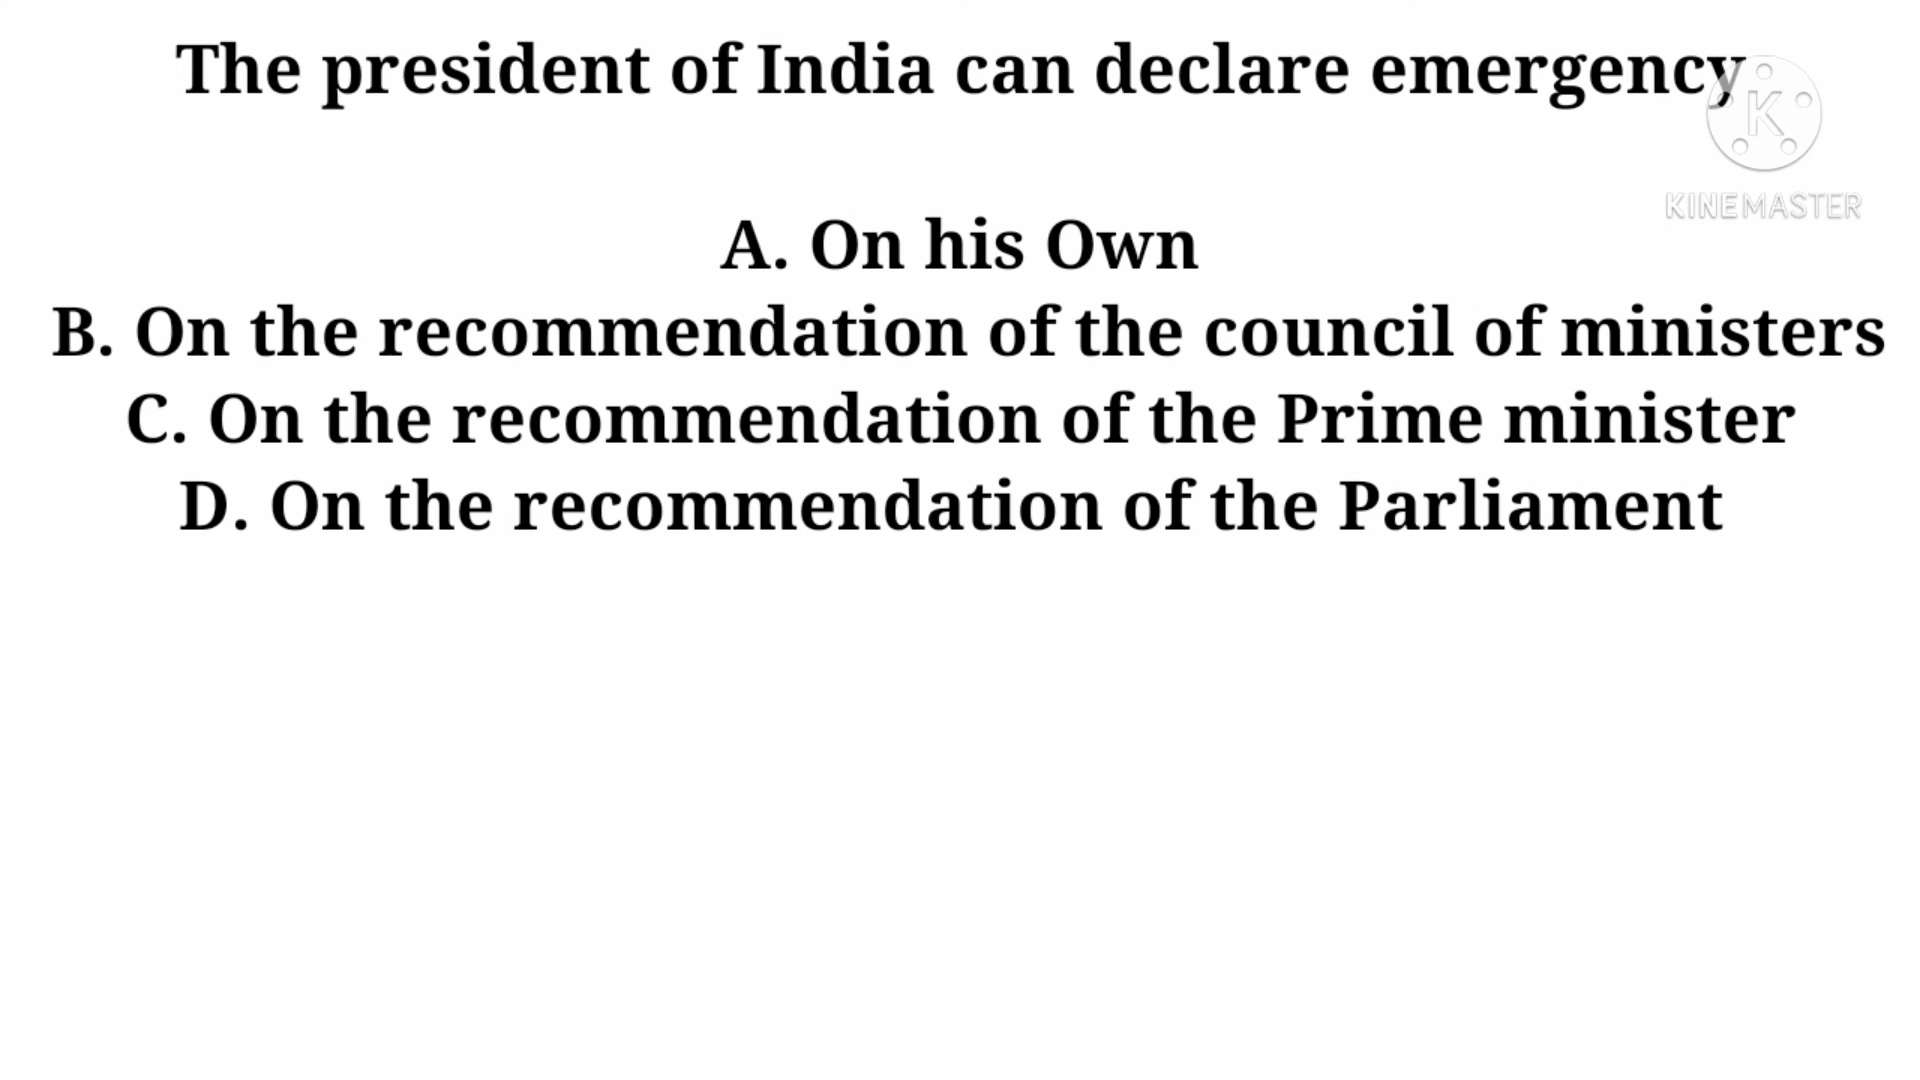 The president of India can declare emergency
K
KINEMASTER
A. On his Own
B. On the recommendation of the council of ministers
C. On the recommendation of the Prime minister
D. On the recommendation of the Parliament